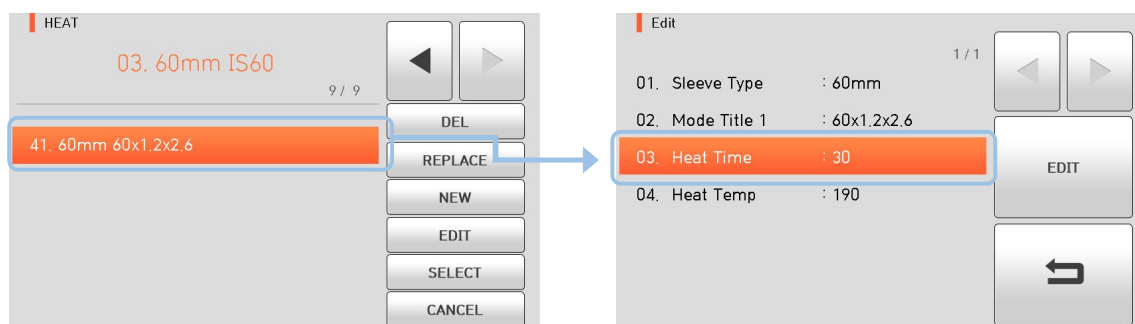 HEAT
03. 60mm IS60
9 / 9
41. 60mm 60x1.2x2.6
DEL
REPLACE
NEW
EDIT
SELECT
CANCEL
Edit
1 / 1
01. Sleeve Type : 60mm
02. Mode Title 1 : 60x1.2x2.6
03. Heat Time : 30
04. Heat Temp : 190
EDIT